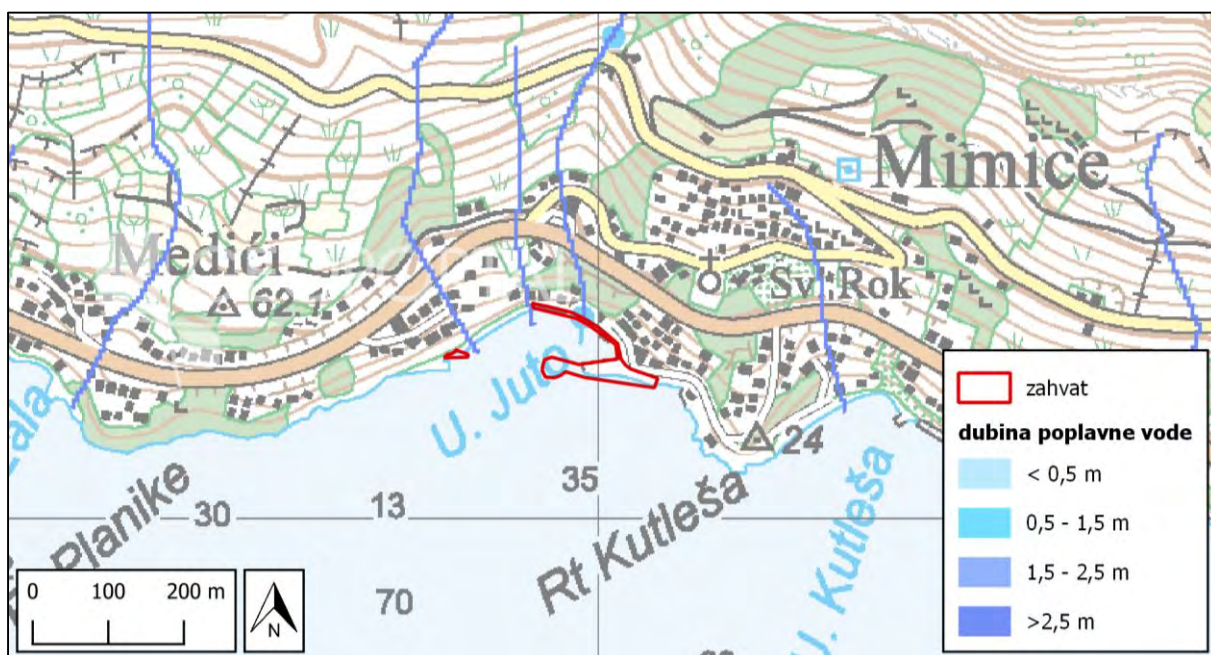 Mimice
Medići
62.1
Sv. Rok
U. Juto
24
35
Planike
30
13
Rt Kutleša
U. Kutleša
70
0 100 200 m
N
zahvat
dubina poplavne vode
< 0,5 m
0,5 - 1,5 m
1,5 - 2,5 m
>2,5 m